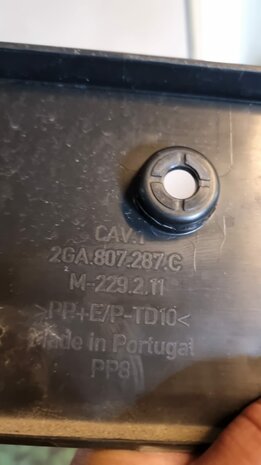 CAV.1
2GA.807.287.C
M-229.2.11
>PP+E/P-TD10<
Made in Portugal
PP8